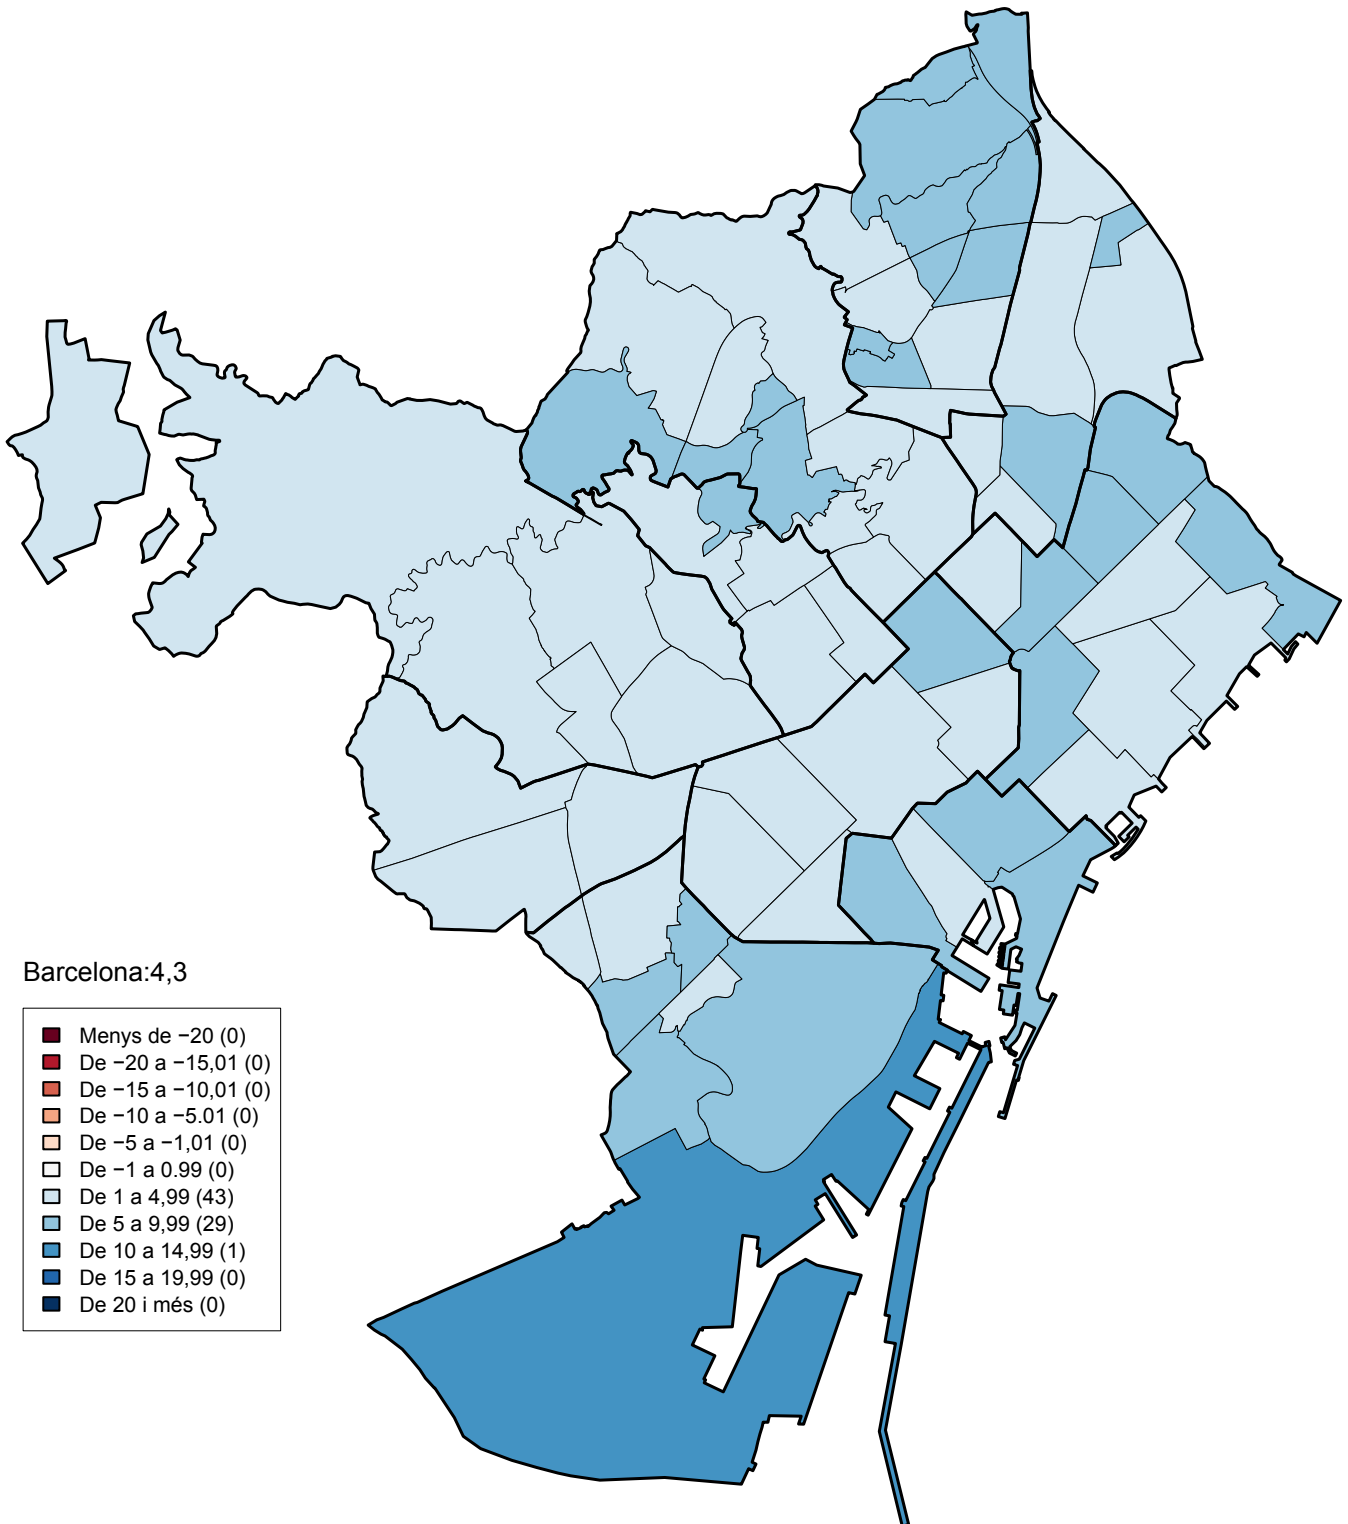 Barcelona:4,3
Menys de −20 (0)
De −20 a −15,01 (0)
De −15 a −10,01 (0)
De −10 a −5.01 (0)
De −5 a −1,01 (0)
De −1 a 0.99 (0)
De 1 a 4,99 (43)
De 5 a 9,99 (29)
De 10 a 14,99 (1)
De 15 a 19,99 (0)
De 20 i més (0)